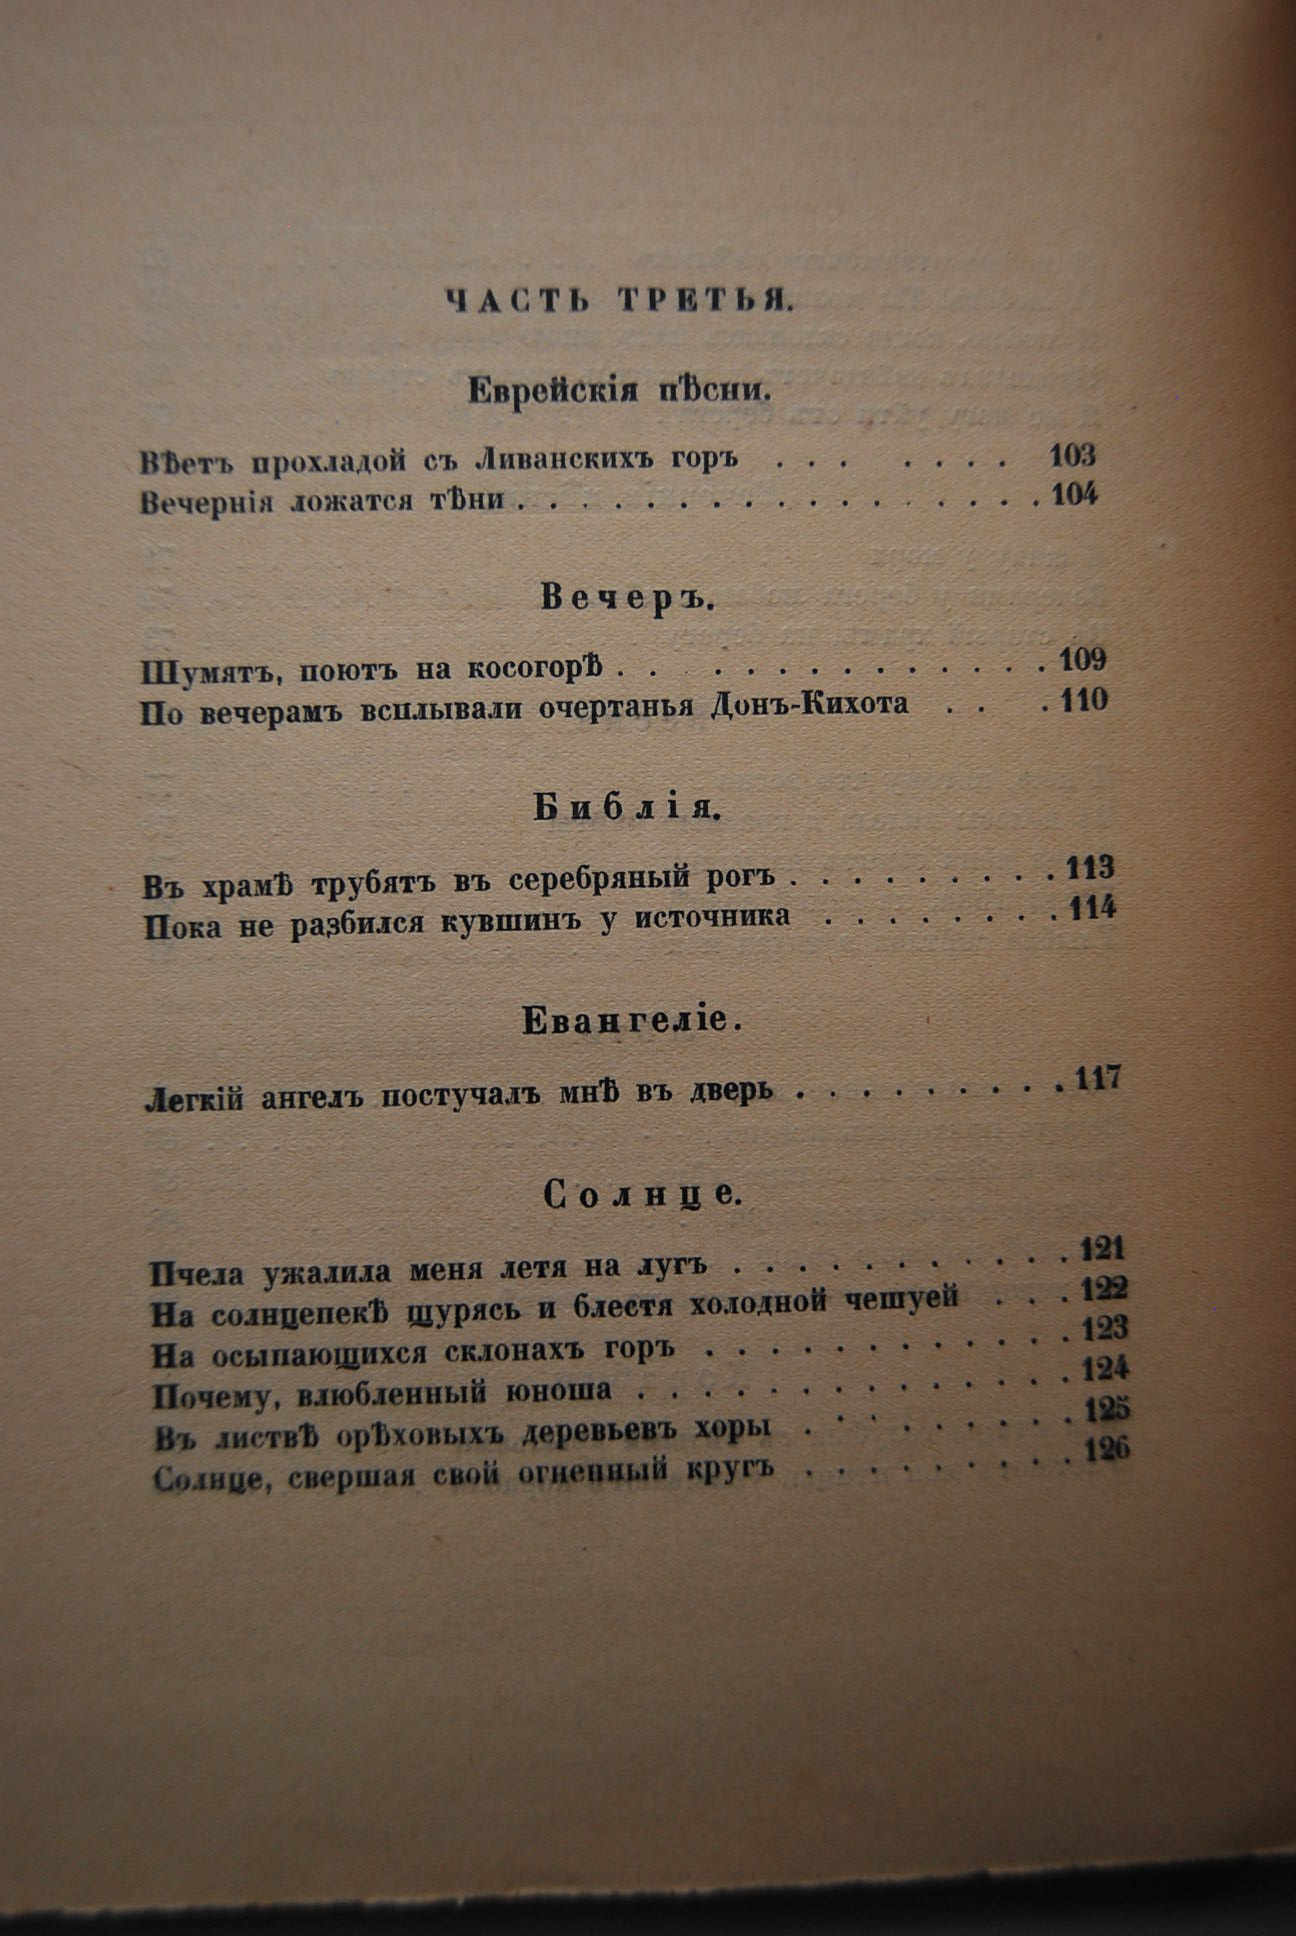 ЧАСТЬ ТРЕТЬЯ.
Еврейскія пѣсни.
Вѣетъ прохладой съ Ливанскихъ горъ . . . . . . . 103
Вечернія ложатся тѣни . . . . . . . . . . . . . . . . . 104
Вечеръ.
Шумятъ, поютъ на косогорѣ . . . . . . . . . . . . . 109
По вечерамъ всплывали очертанья Донъ-Кихота . . . 110
Библія.
Въ храмѣ трубятъ въ серебряный рогъ . . . . . . . . . 113
Пока не разбился кувшинъ у источника . . . . . . . . 114
Евангеліе.
Легкій ангелъ постучалъ мнѣ въ дверь . . . . . . . . . 117
Солнце.
Пчела ужалила меня летя на лугъ . . . . . . . . . . . 121
На солнцепекѣ щурясь и блестя холодной чешуей . . . 122
На осыпающихся склонахъ горъ . . . . . . . . . . . . 123
Почему, влюбленный юноша . . . . . . . . . . . . . . 124
Въ листвѣ орѣховыхъ деревьевъ хоры . . . . . . . . . 125
Солнце, свершая свой огненный кругъ . . . . . . . . . 126